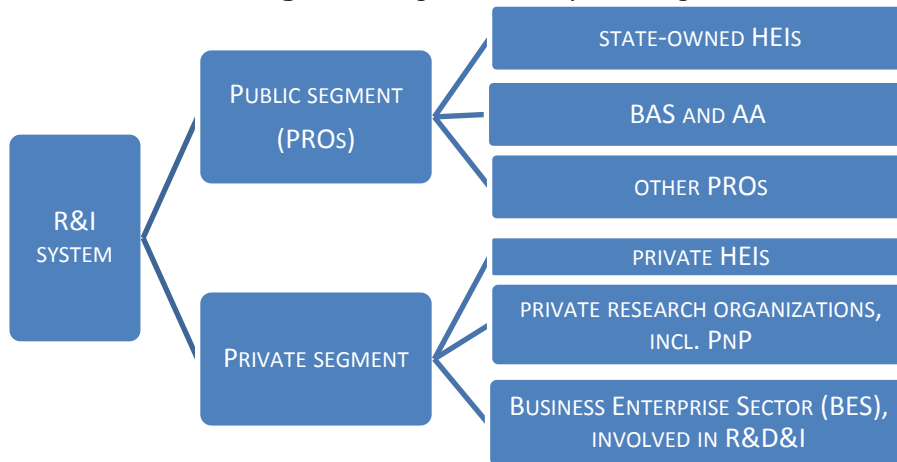 STATE-OWNED HEIS
PUBLIC SEGMENT
(PROS)
BAS AND AA
OTHER PROS
R&I
SYSTEM
PRIVATE HEIS
PRIVATE RESEARCH ORGANIZATIONS,
INCL. PNP
PRIVATE SEGMENT
BUSINESS ENTERPRISE SECTOR (BES),
INVOLVED IN R&D&I